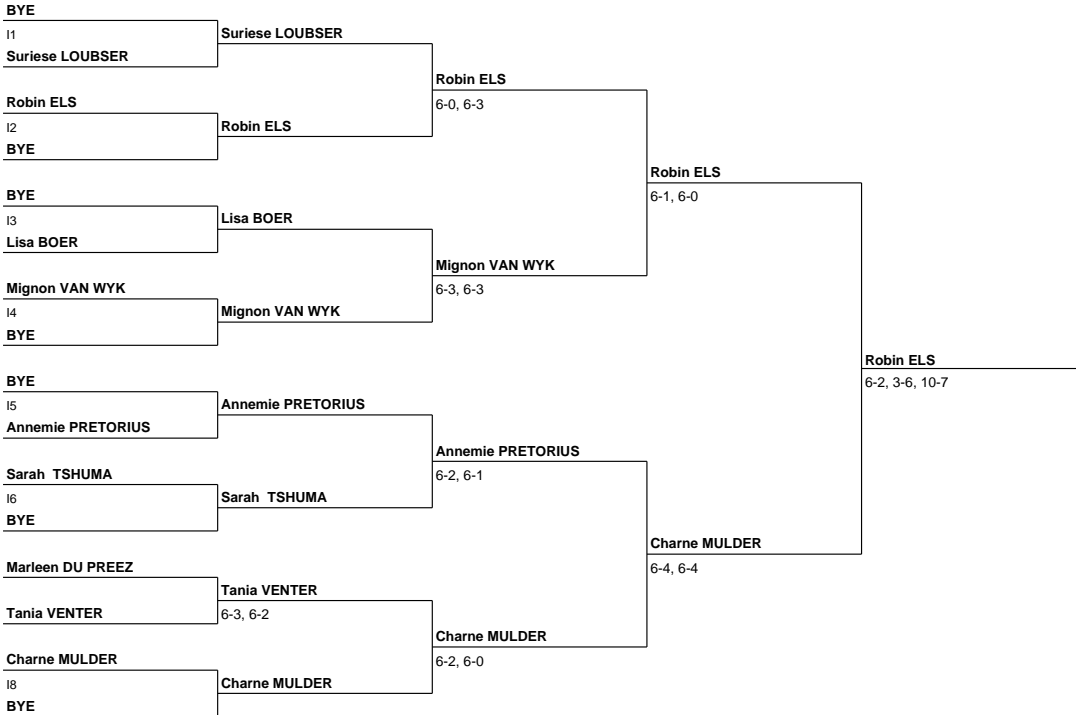 BYE
I1
Suriese LOUBSER
Suriese LOUBSER
Robin ELS
I2
BYE
Robin ELS
Robin ELS
6-0, 6-3
BYE
I3
Lisa BOER
Lisa BOER
Mignon VAN WYK
I4
BYE
Mignon VAN WYK
Mignon VAN WYK
6-3, 6-3
Robin ELS
6-1, 6-0
BYE
I5
Annemie PRETORIUS
Annemie PRETORIUS
Sarah TSHUMA
I6
BYE
Sarah TSHUMA
Annemie PRETORIUS
6-2, 6-1
Marleen DU PREEZ
Tania VENTER
Tania VENTER
6-3, 6-2
Charne MULDER
I8
BYE
Charne MULDER
Charne MULDER
6-2, 6-0
Charne MULDER
6-4, 6-4
Robin ELS
6-2, 3-6, 10-7